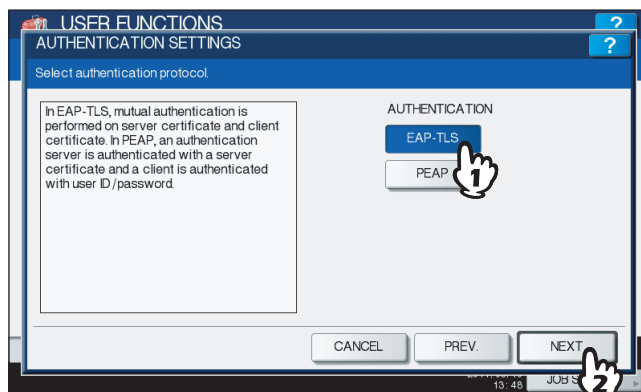 USER FUNCTIONS
?
AUTHENTICATION SETTINGS
?
Select authentication protocol.
In EAP-TLS, mutual authentication is
performed on server certificate and client
certificate. In PEAP, an authentication
server is authenticated with a server
certificate and a client is authenticated
with user ID/password.
AUTHENTICATION
EAP-TLS
PEAP
1
CANCEL
PREV.
NEXT
2
13:48
JOB